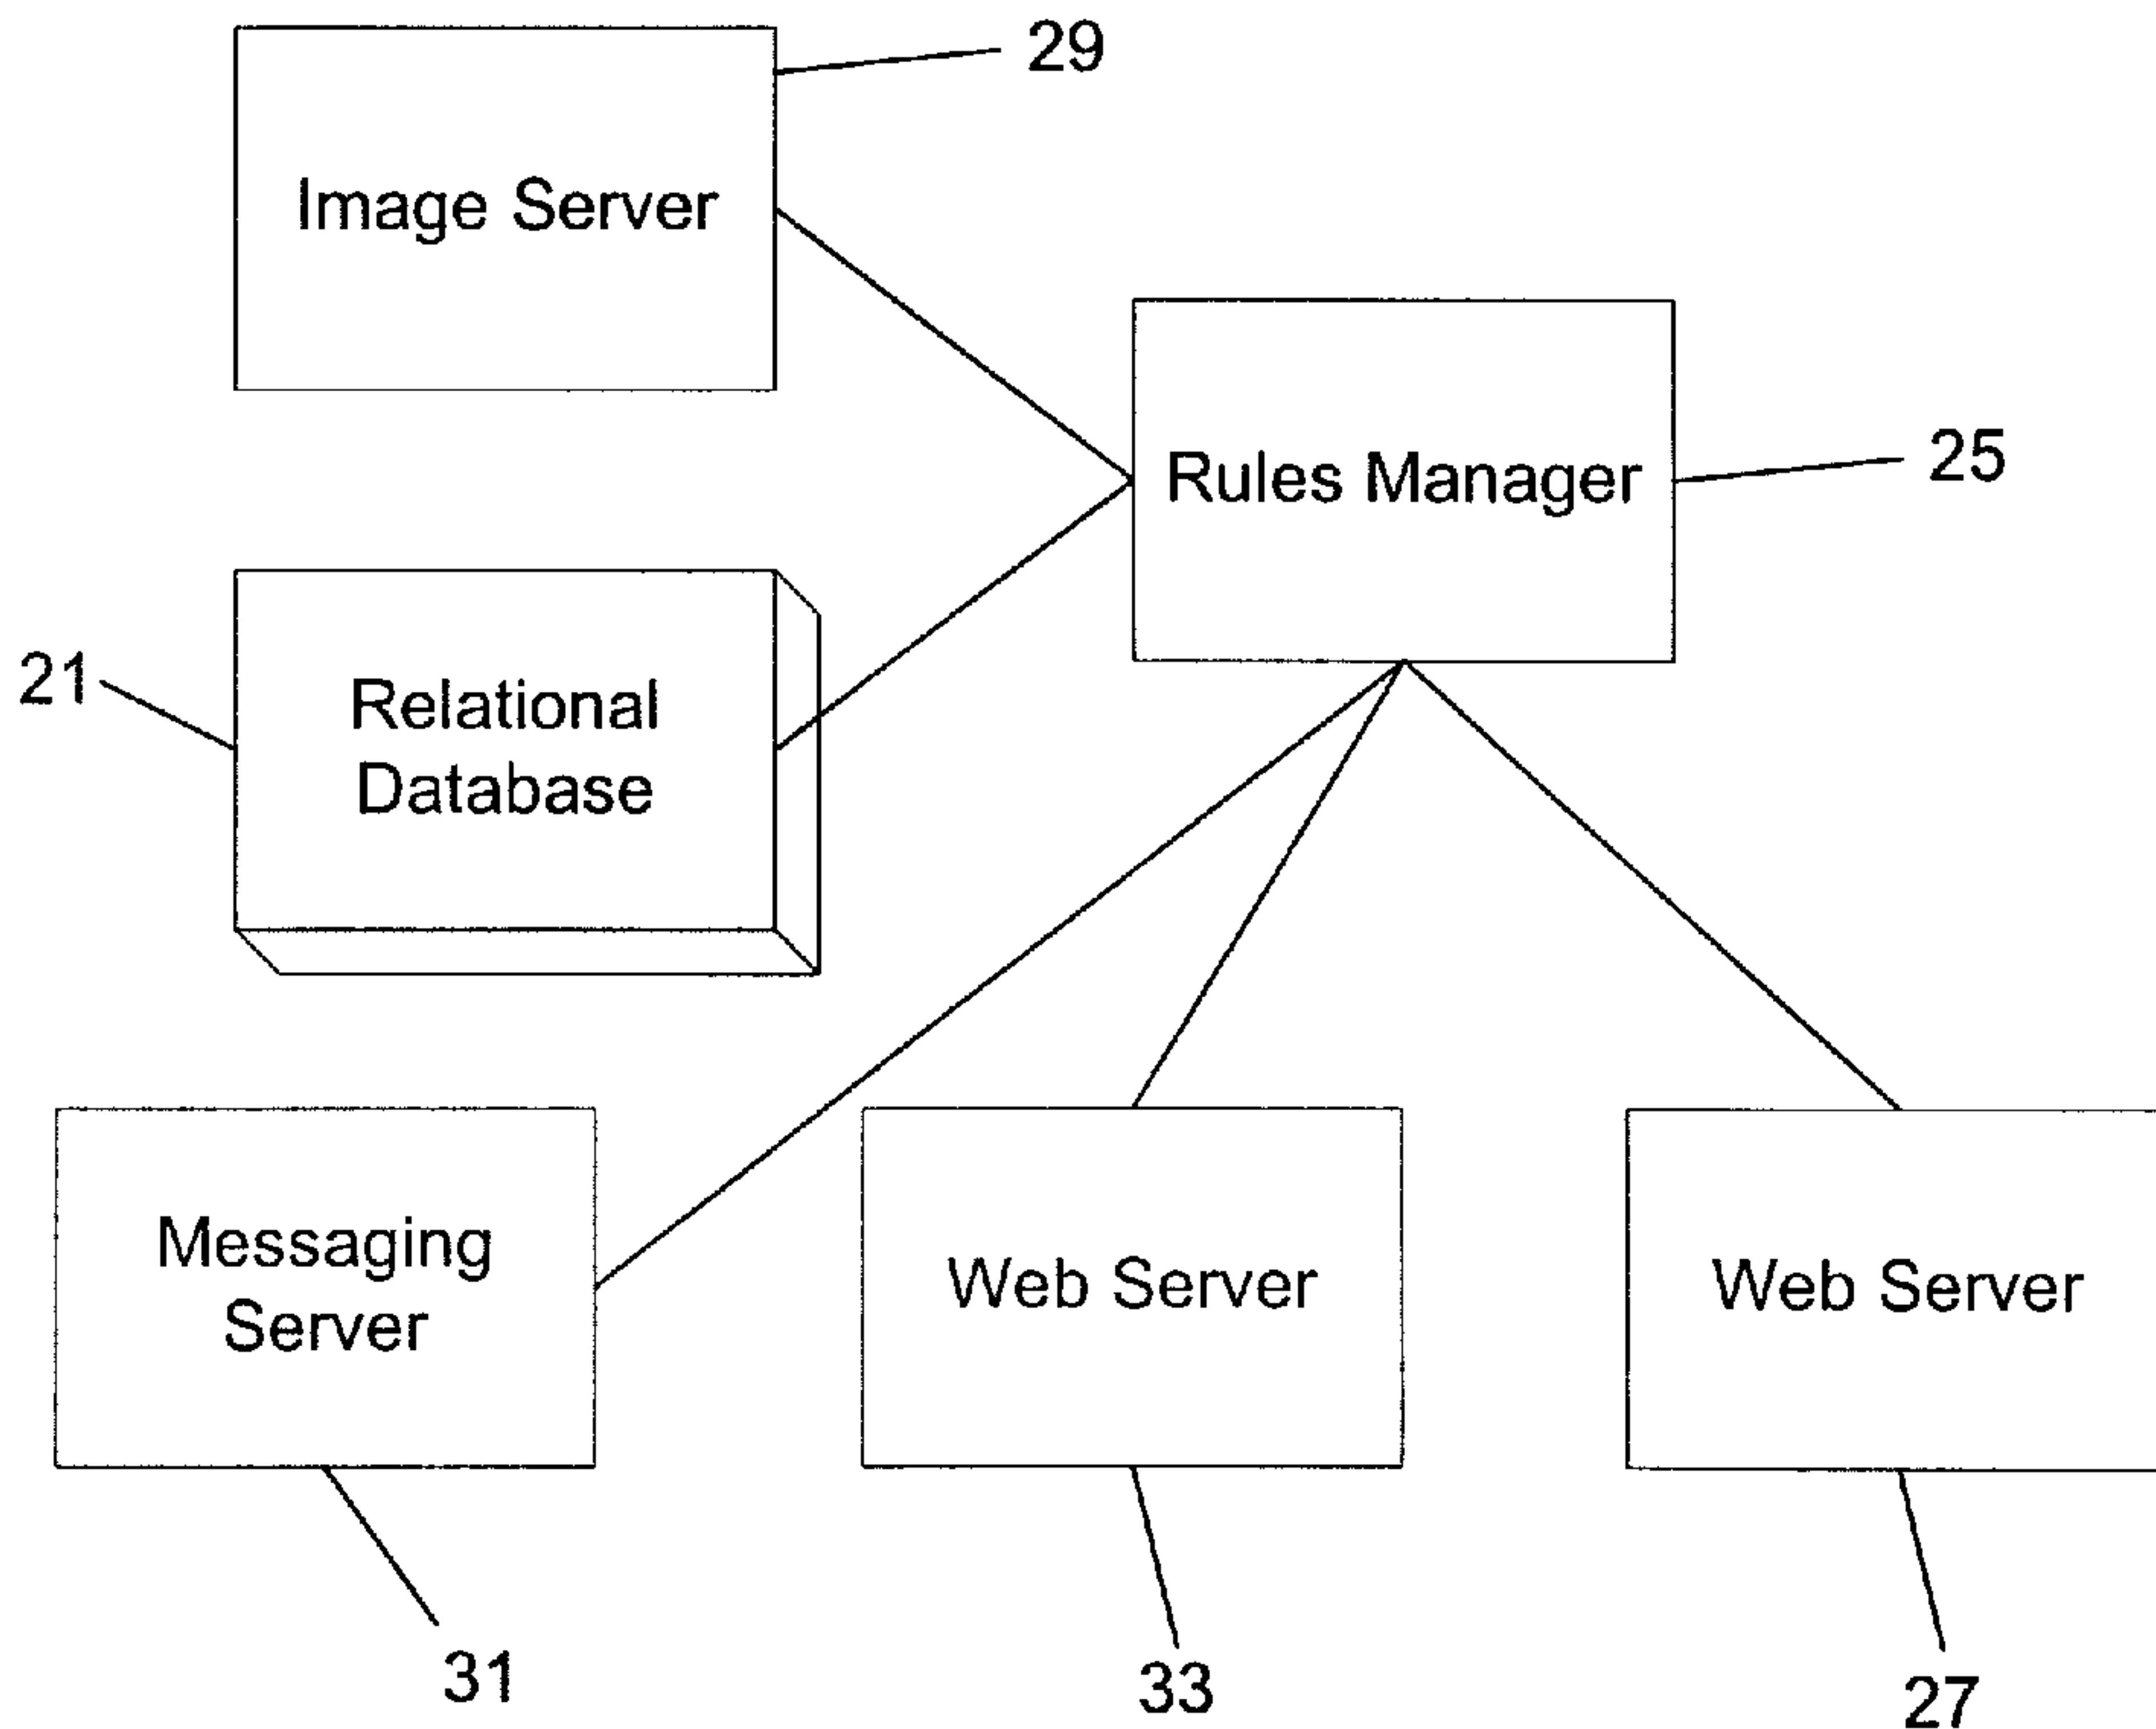 29
Image Server
Rules Manager
25
21
Relational
Database
Messaging
Server
Web Server
Web Server
31
33
27